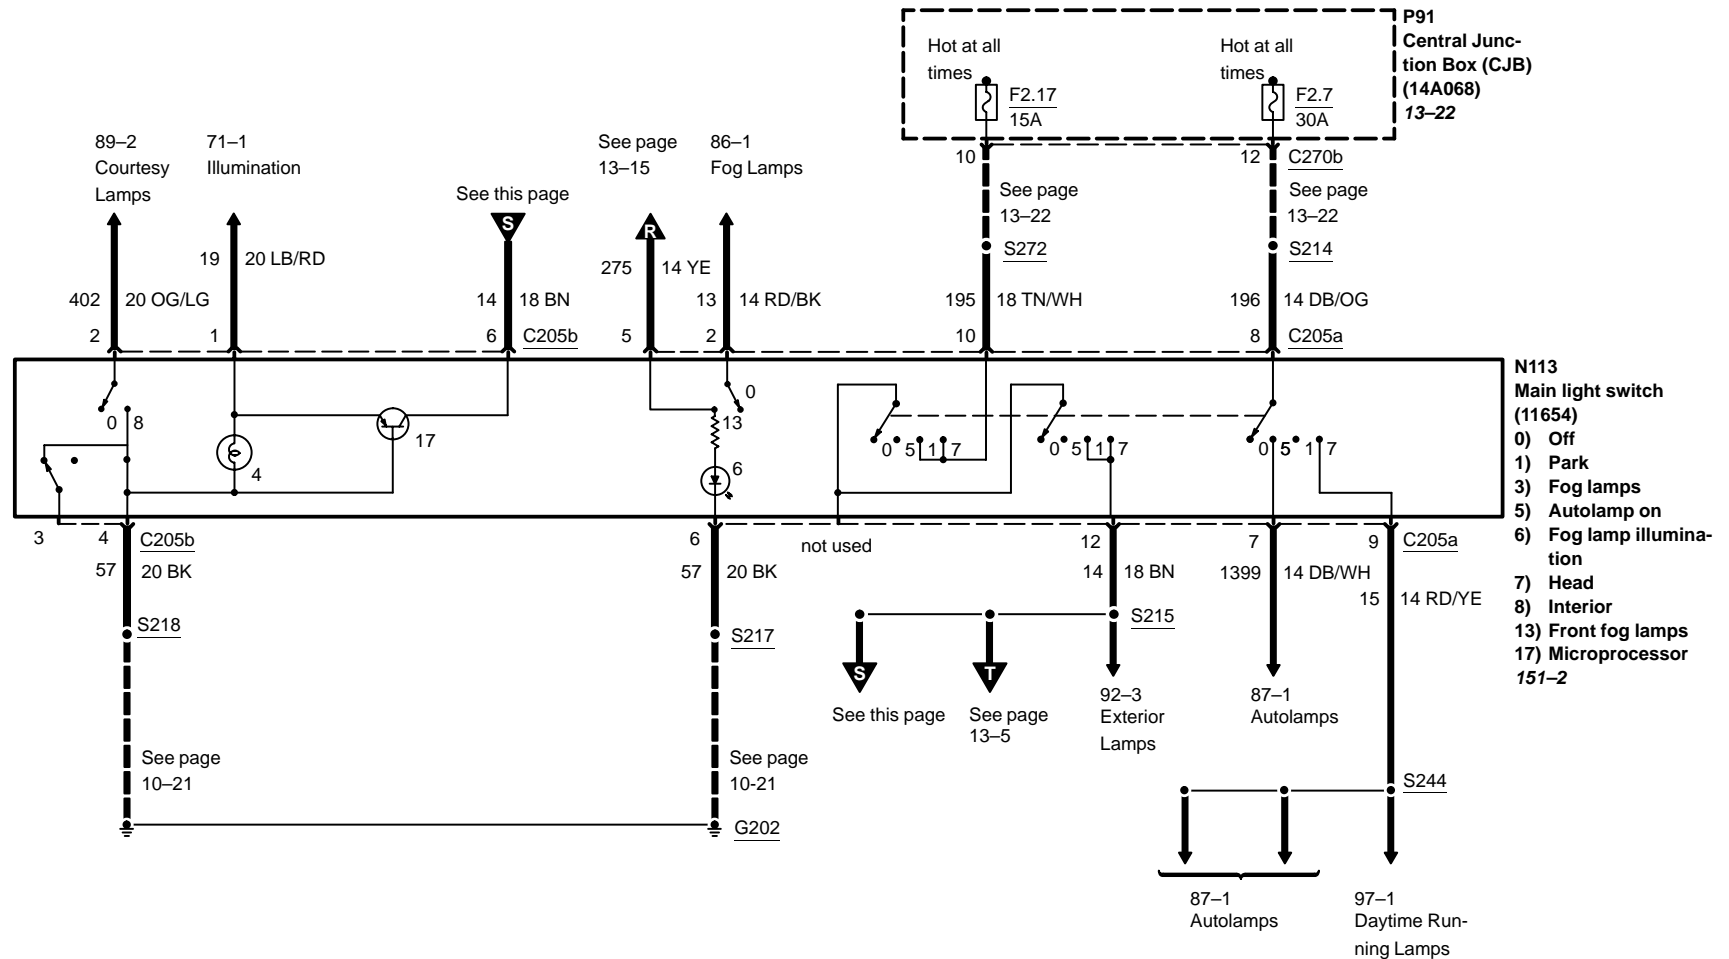 P91
Central Junc-
tion Box (CJB)
(14A068)
13–22
Hot at all
times
F2.17
15A
Hot at all
times
F2.7
30A
89–2
Courtesy
Lamps
71–1
Illumination
See this page
S
See page
13–15
R
86–1
Fog Lamps
10
12
C270b
See page
13–22
See page
13–22
S272
S214
19
20 LB/RD
275
14 YE
402
20 OG/LG
14
18 BN
13
14 RD/BK
195
18 TN/WH
196
14 DB/OG
2
1
6
C205b
5
2
10
8
C205a
0
8
4
17
0
13
6
0
5
1
7
0
5
1
7
0
5
1
7
N113
Main light switch
(11654)
0) Off
1) Park
3) Fog lamps
5) Autolamp on
6) Fog lamp illumina-
tion
7) Head
8) Interior
13) Front fog lamps
17) Microprocessor
151–2
3
4
C205b
6
not used
12
7
9
C205a
57
20 BK
57
20 BK
14
18 BN
1399
14 DB/WH
15
14 RD/YE
S218
S217
S215
S
T
See this page
See page
13–5
92–3
Exterior
Lamps
87–1
Autolamps
See page
10–21
See page
10-21
G202
S244
87–1
Autolamps
97–1
Daytime Run-
ning Lamps